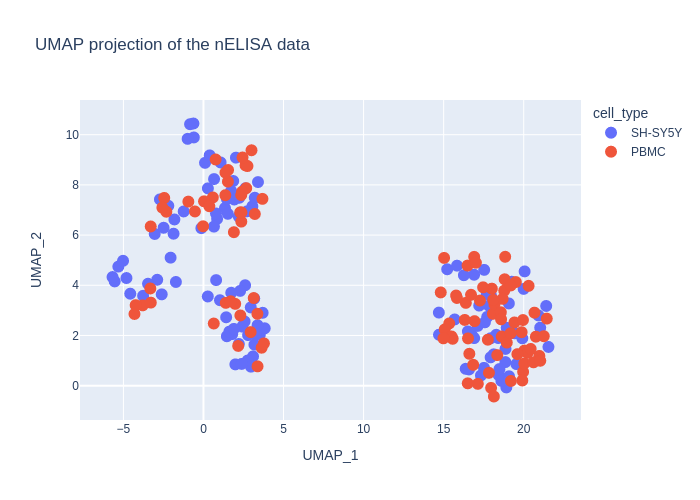 UMAP projection of the nELISA data
cell_type
SH-SY5Y
PBMC
UMAP_2
10
8
6
4
2
0
−5
0
5
10
15
20
UMAP_1